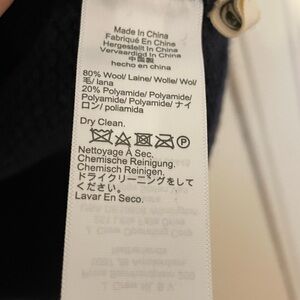 Made In China
Fabriqué En China
Hergestellt In China
Vervaardigd In China
中国製
hecho en china
80% Wool/ Laine/ Wolle/ Wol/
毛/ lana
20% Polyamide/ Polyamide/
Polyamide/ Polyamide/ ナイ
ロン/ poliamida
Dry Clean.
P
Nettoyage A Sec.
Chemische Reinigung.
Chemisch Reinigen.
ドライクリーニングをして
ください。
Lavar En Seco.